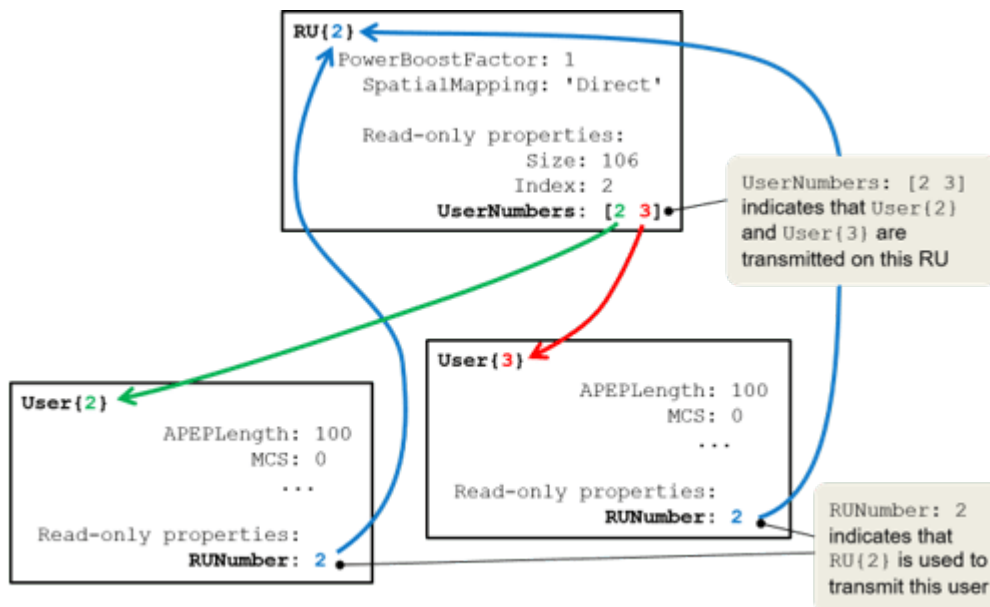 RU{2}
PowerBoostFactor: 1
SpatialMapping: 'Direct'
Read-only properties:
Size: 106
Index: 2
UserNumbers: [2 3]
UserNumbers: [2 3]
indicates that User{2}
and User{3} are
transmitted on this RU
User{3}
APEPLength: 100
MCS: 0
...
Read-only properties:
RUNumber: 2
User{2}
APEPLength: 100
MCS: 0
...
Read-only properties:
RUNumber: 2
RUNumber: 2
indicates that
RU{2} is used to
transmit this user